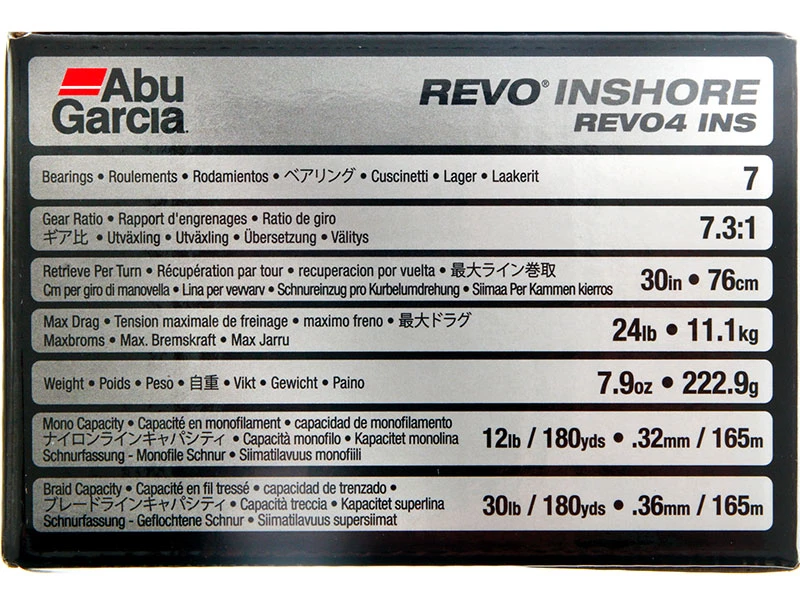 Abu
Garcia
REVO® INSHORE
REVO4 INS
Bearings • Roulements • Rodamientos • ベアリング • Cuscinetti • Lager • Laakerit
7
Gear Ratio • Rapport d'engrenages • Ratio de giro
ギア比 • Utväxling • Utväxling • Übersetzung • Välitys
7.3:1
Retrieve Per Turn • Récupération par tour • recuperacion por vuelta • 最大ライン巻取
Cm per giro di manovella • Lina per vevvarv • Schnureinzug pro Kurbelumdrehung • Siimaa Per Kammen kierros
30in • 76cm
Max Drag • Tension maximale de freinage • maximo freno • 最大ドラグ
Maxbroms • Max. Bremskraft • Max Jarru
24lb • 11.1kg
Weight • Poids • Peso • 自重 • Vikt • Gewicht • Paino
7.9oz • 222.9g
Mono Capacity • Capacité en monofilament • capacidad de monofilamento
ナイロンラインキャパシティ • Capacità monofilo • Kapacitet monolina
Schnurfassung - Monofile Schnur • Siimatilavuus monofiili
12lb / 180yds • .32mm / 165m
Braid Capacity • Capacité en fil tressé • capacidad de trenzado •
ブレードラインキャパシティ • Capacità treccia • Kapacitet superlina
Schnurfassung - Geflochtene Schnur • Siimatilavuus supersiimat
30lb / 180yds • .36mm / 165m